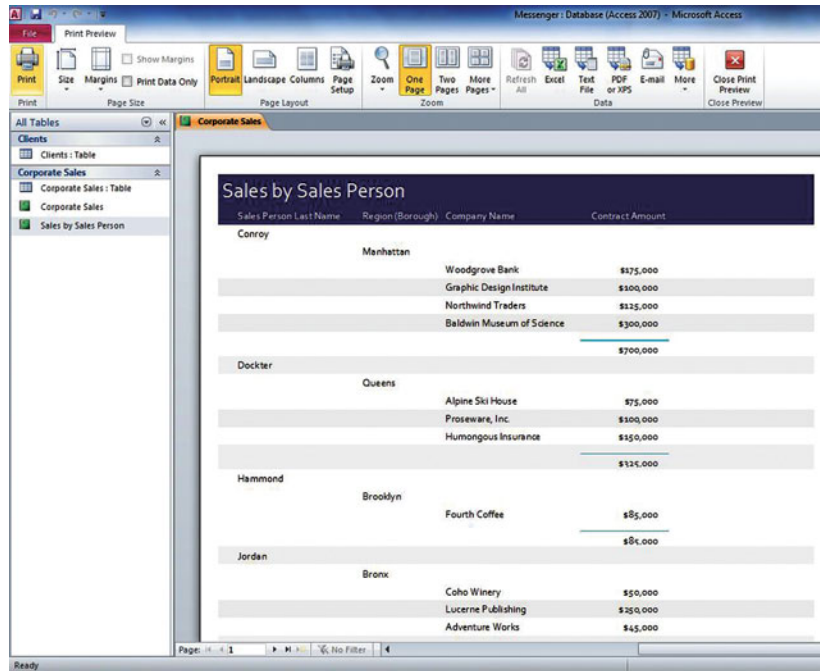 Messenger : Database (Access 2007) - Microsoft Access
File Print Preview
Print Size Margins Show Margins Print Data Only Portrait Landscape Columns Page Setup Zoom One Page Two Pages More Pages Refresh All Excel Text File PDF or XPS E-mail More Close Print Preview
Print Page Size Page Layout Zoom Data Close Preview
All Tables
Clients
Clients : Table
Corporate Sales
Corporate Sales : Table
Corporate Sales
Sales by Sales Person
Corporate Sales
Sales by Sales Person
Sales Person Last Name Region (Borough) Company Name Contract Amount
Conroy
Manhattan
Woodgrove Bank $175,000
Graphic Design Institute $100,000
Northwind Traders $125,000
Baldwin Museum of Science $300,000
$700,000
Dockter
Queens
Alpine Ski House $75,000
Proseware, Inc. $100,000
Humongous Insurance $150,000
$325,000
Hammond
Brooklyn
Fourth Coffee $85,000
$85,000
Jordan
Bronx
Coho Winery $50,000
Lucerne Publishing $250,000
Adventure Works $45,000
Page: 1 No Filter
Ready